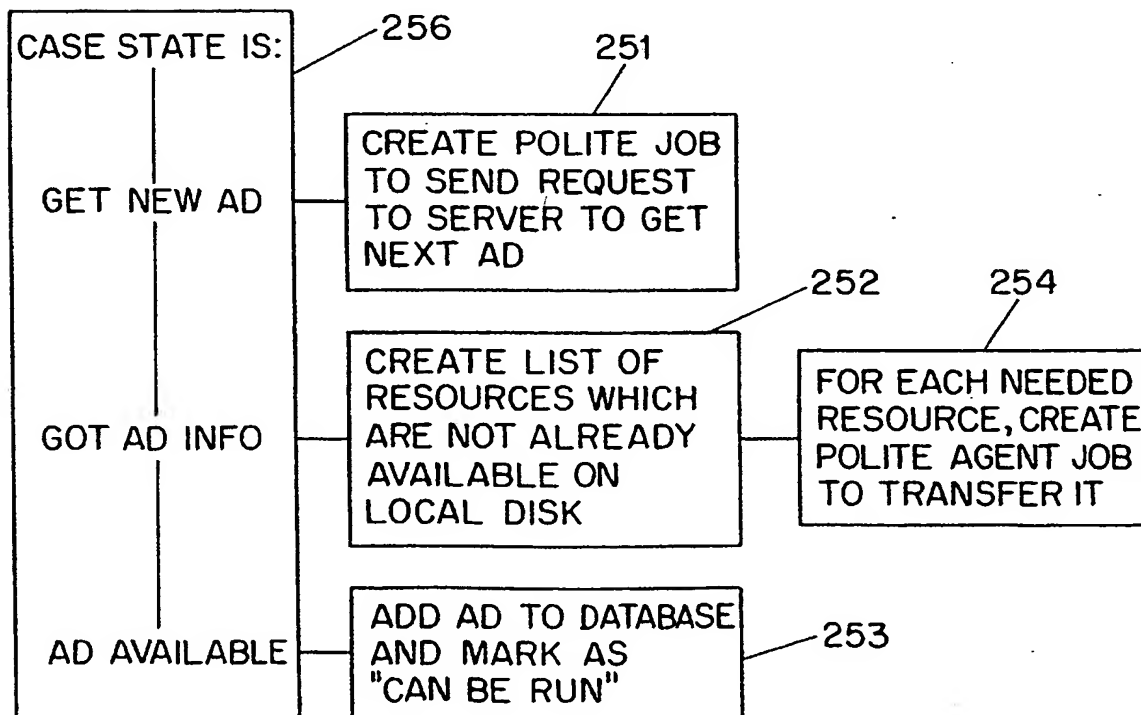 CASE STATE IS:
256
251
GET NEW AD
CREATE POLITE JOB
TO SEND REQUEST
TO SERVER TO GET
NEXT AD
252
254
GOT AD INFO
CREATE LIST OF
RESOURCES WHICH
ARE NOT ALREADY
AVAILABLE ON
LOCAL DISK
FOR EACH NEEDED
RESOURCE, CREATE
POLITE AGENT JOB
TO TRANSFER IT
AD AVAILABLE
ADD AD TO DATABASE
AND MARK AS
"CAN BE RUN"
253